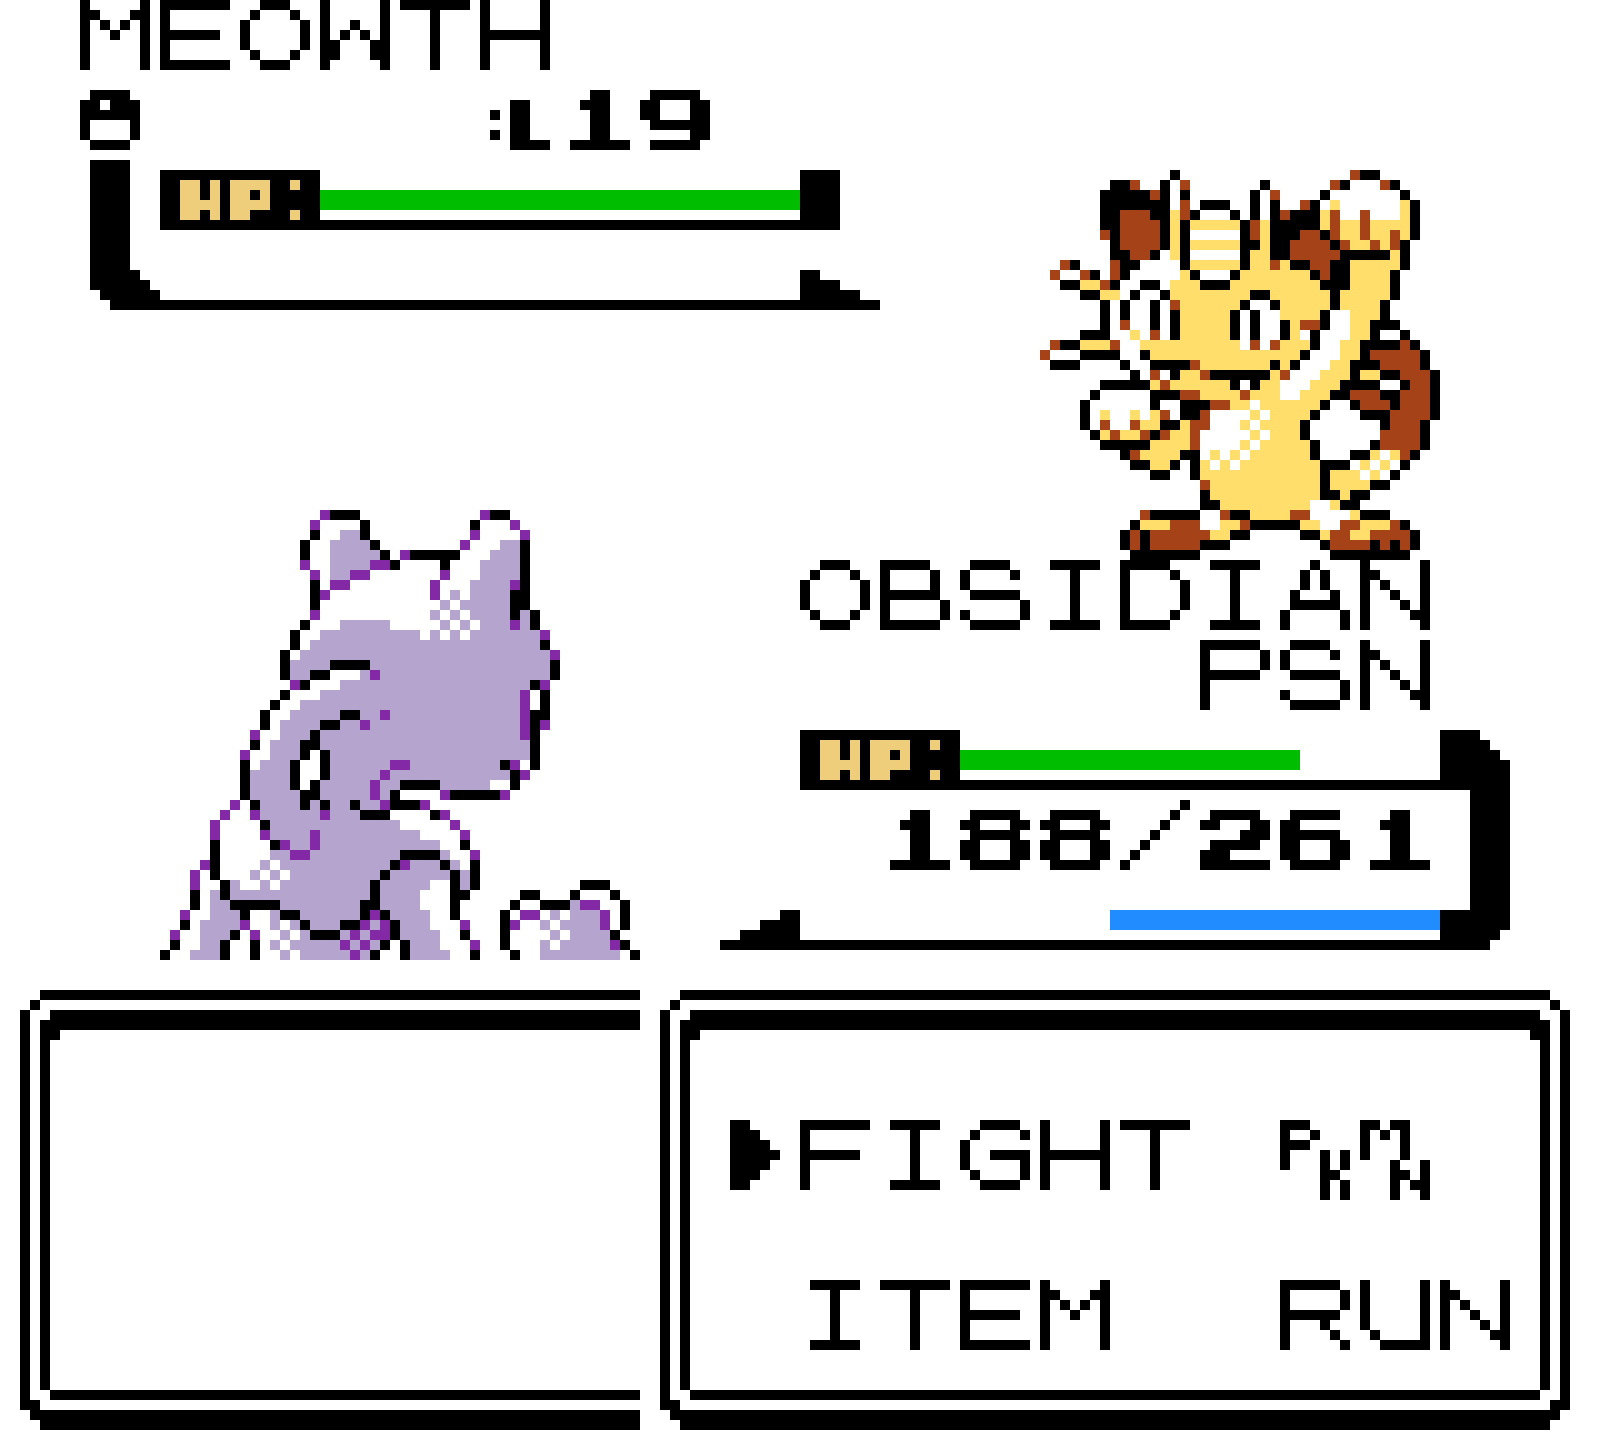 MEOWTH
:L19
HP:
OBSIDIAN
PSN
HP:
188/261
FIGHT PKMN
ITEM RUN